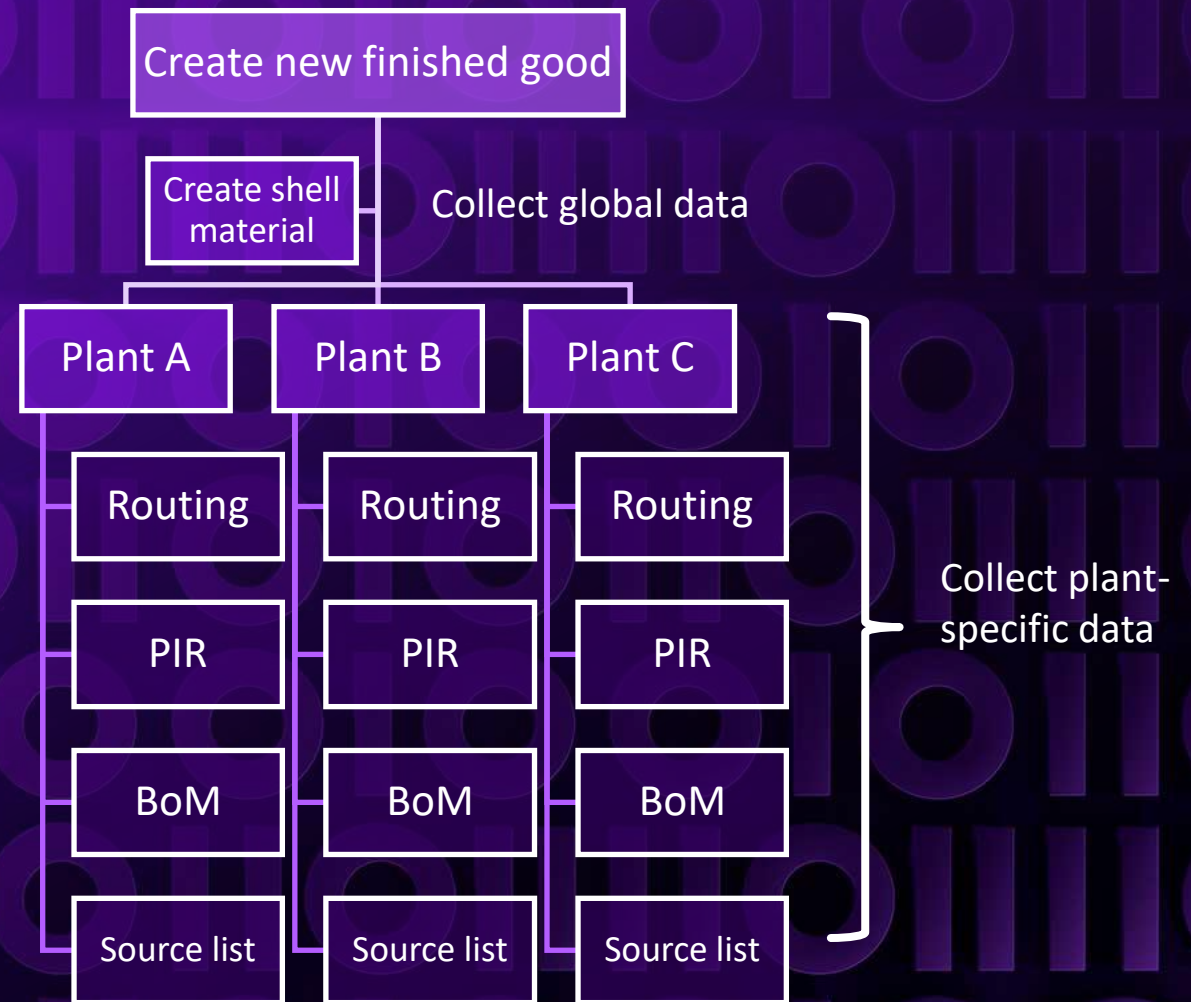 Create new finished good
Create shell
material
Collect global data
Plant A
Plant B
Plant C
Routing
Routing
Routing
PIR
PIR
PIR
BoM
BoM
BoM
Source list
Source list
Source list
Collect plant-
specific data